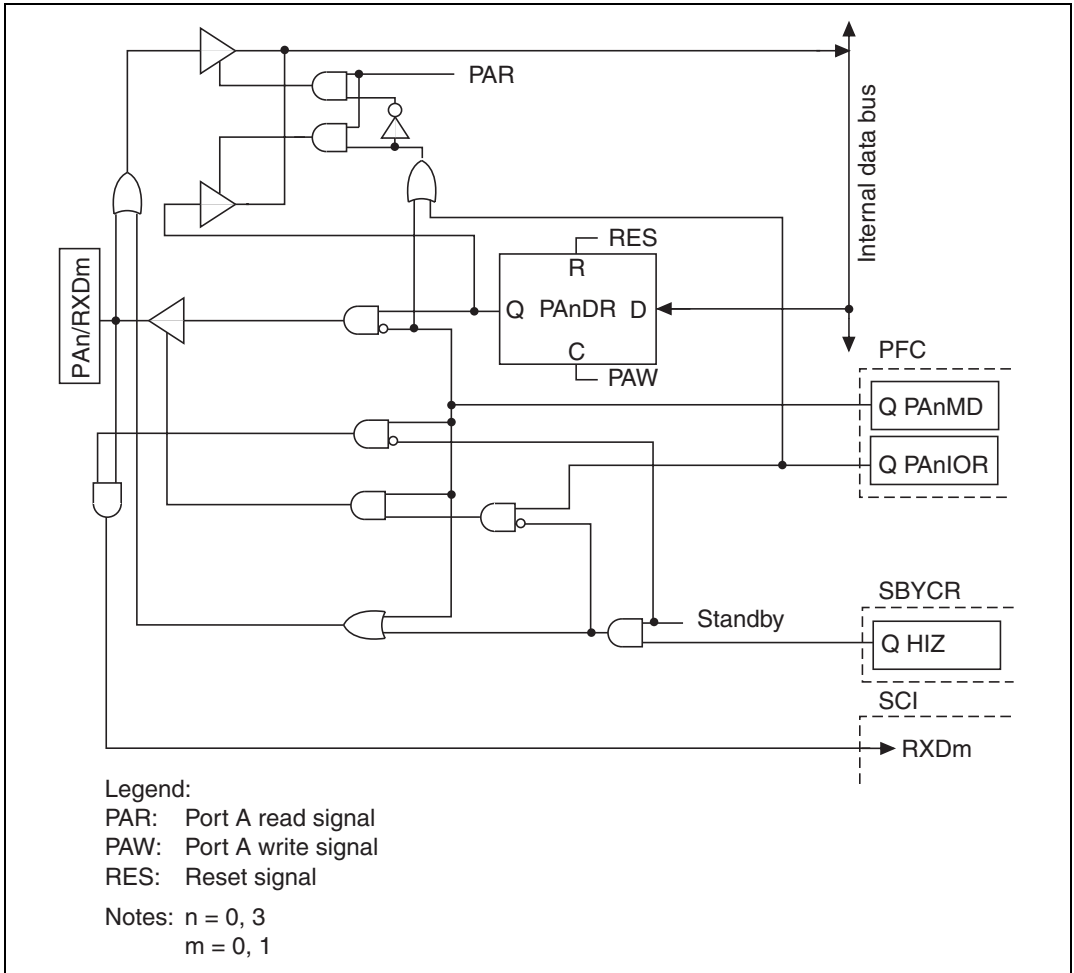 PAR
Internal data bus
RES
R
PAn/RXDm
Q PAnDR D
C
PAW
PFC
Q PAnMD
Q PAnIOR
SBYCR
Standby
Q HIZ
SCI
RXDm
Legend:
PAR: Port A read signal
PAW: Port A write signal
RES: Reset signal
Notes: n = 0, 3
m = 0, 1